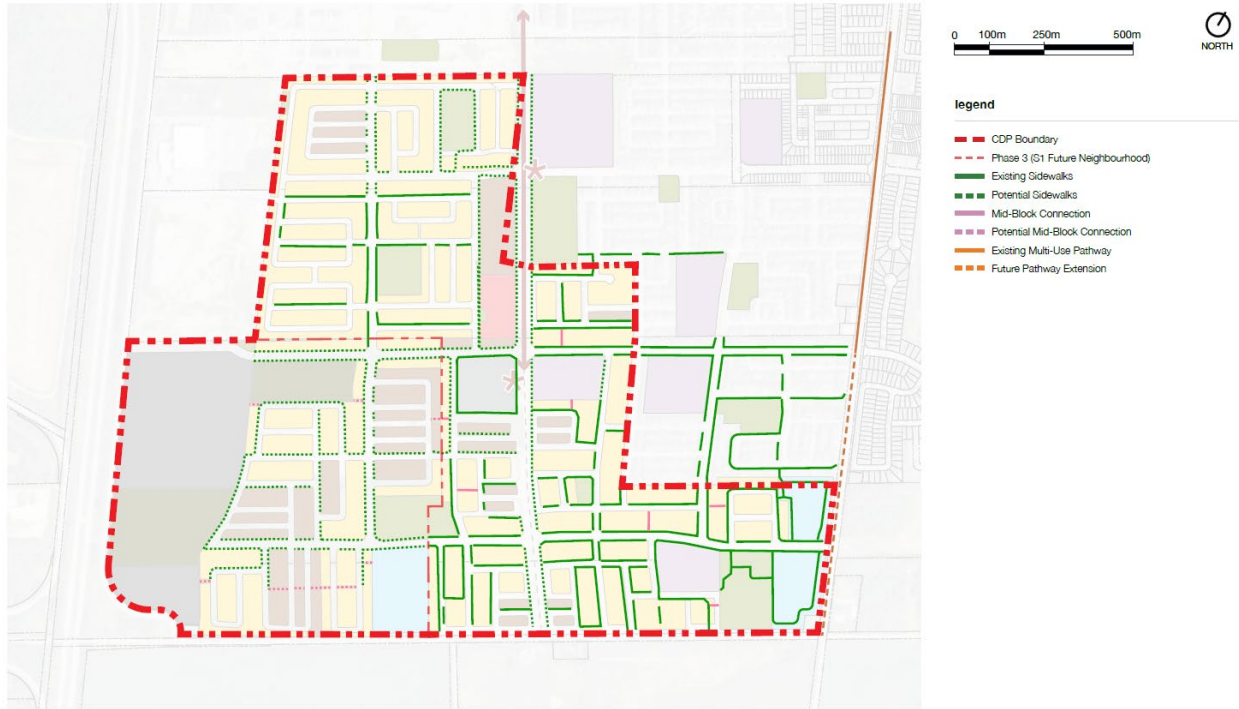 0 100m 250m 500m
NORTH
legend
CDP Boundary
Phase 3 (S1 Future Neighbourhood)
Existing Sidewalks
Potential Sidewalks
Mid-Block Connection
Potential Mid-Block Connection
Existing Multi-Use Pathway
Future Pathway Extension